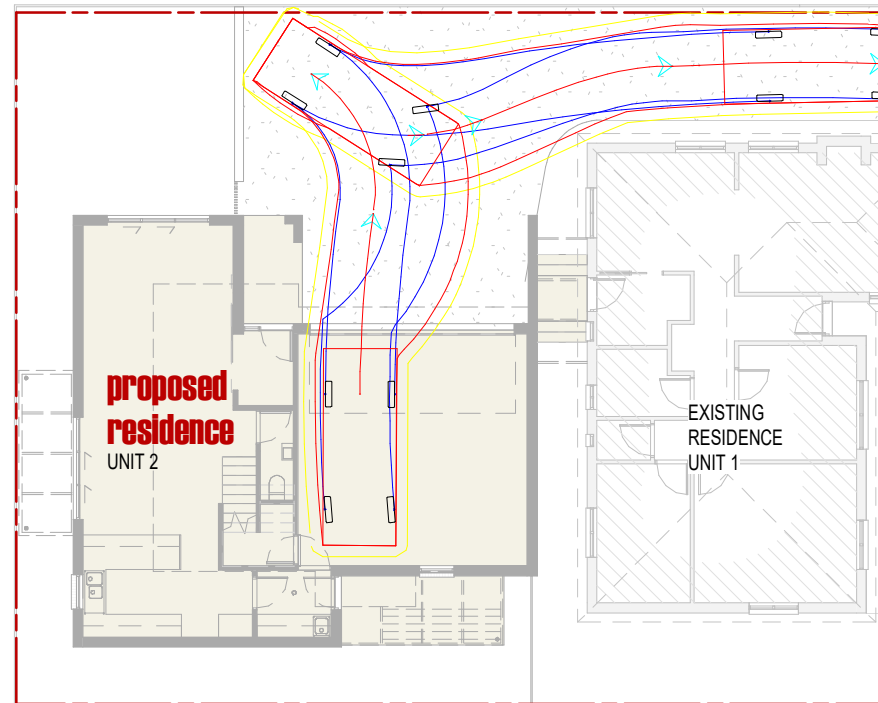 proposed
residence
UNIT 2
EXISTING
RESIDENCE
UNIT 1